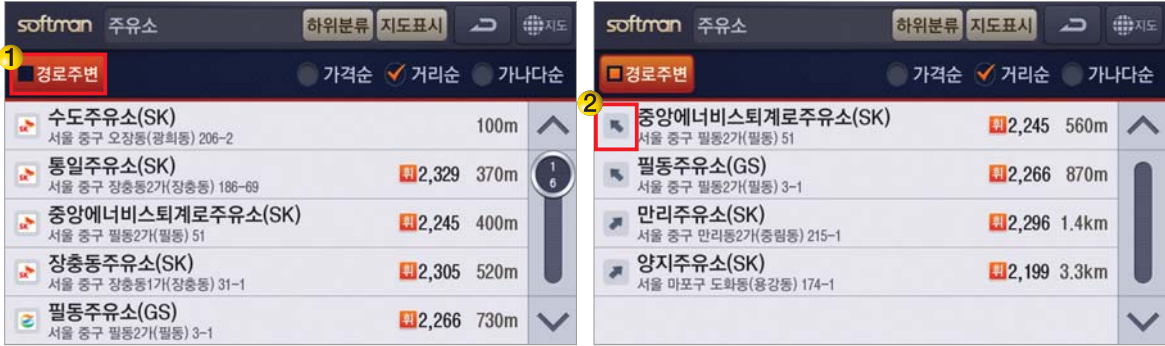 softman 주유소 하위분류 지도표시 지도
1
경로주변 가격순 거리순 가나다순
수도주유소(SK) 100m
서울 중구 오장동(광희동) 206-2
통일주유소(SK) 휘 2,329 370m
서울 중구 장충동2가(장충동) 186-69
1
6
중앙에너비스퇴계로주유소(SK) 휘 2,245 400m
서울 중구 필동2가(필동) 51
장충동주유소(SK) 휘 2,305 520m
서울 중구 장충동1가(장충동) 31-1
필동주유소(GS) 휘 2,266 730m
서울 중구 필동2가(필동) 3-1
softman 주유소 하위분류 지도표시 지도
경로주변 가격순 거리순 가나다순
2
중앙에너비스퇴계로주유소(SK) 휘 2,245 560m
서울 중구 필동2가(필동) 51
필동주유소(GS) 휘 2,266 870m
서울 중구 필동2가(필동) 3-1
만리주유소(SK) 휘 2,296 1.4km
서울 중구 만리동2가(중림동) 215-1
양지주유소(SK) 휘 2,199 3.3km
서울 마포구 도화동(용강동) 174-1